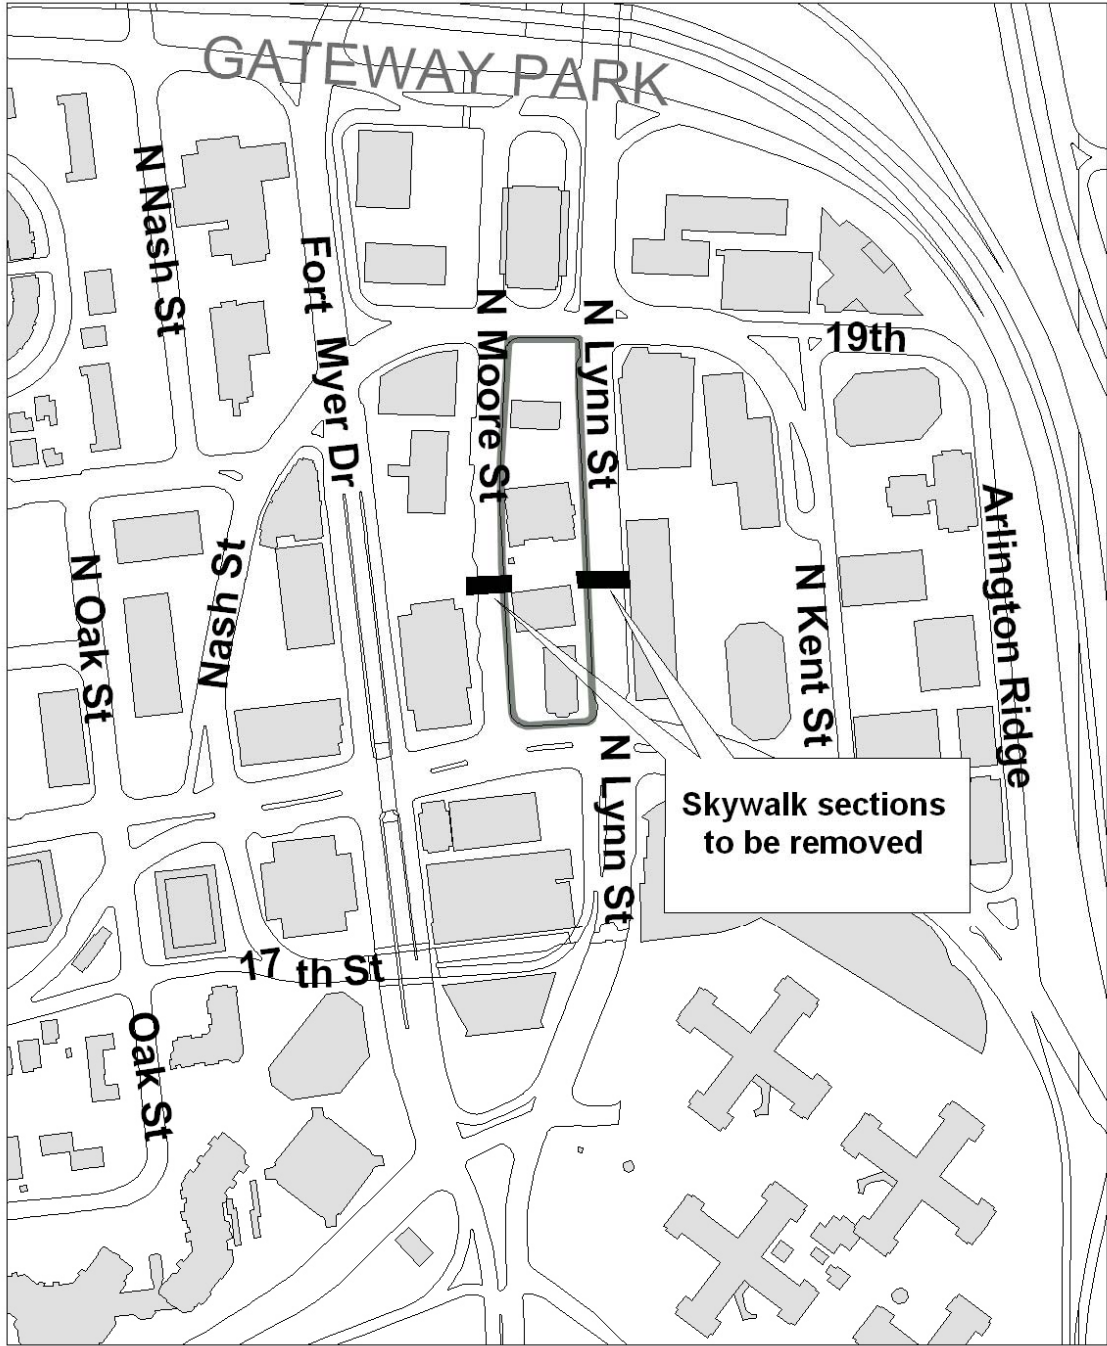 GATEWAY PARK
N Nash St
Fort Myer Dr
N Moore St
N Lynn St
19th
Nash St
N Oak St
N Kent St
Arlington Ridge
N Lynn St
Skywalk sections
to be removed
17 th St
Oak St